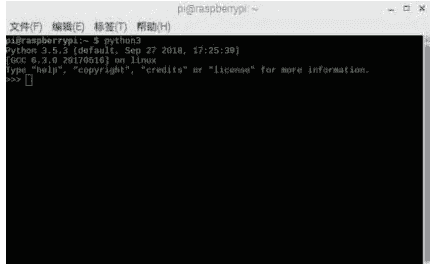 pi@raspberrypi: ~
文件(F) 编辑(E) 标签(T) 帮助(H)
pi@raspberrypi:~ $ python3
Python 3.5.3 (default, Sep 27 2018, 17:25:39)
[GCC 6.3.0 20170516] on linux
Type "help", "copyright", "credits" or "license" for more information.
>>>